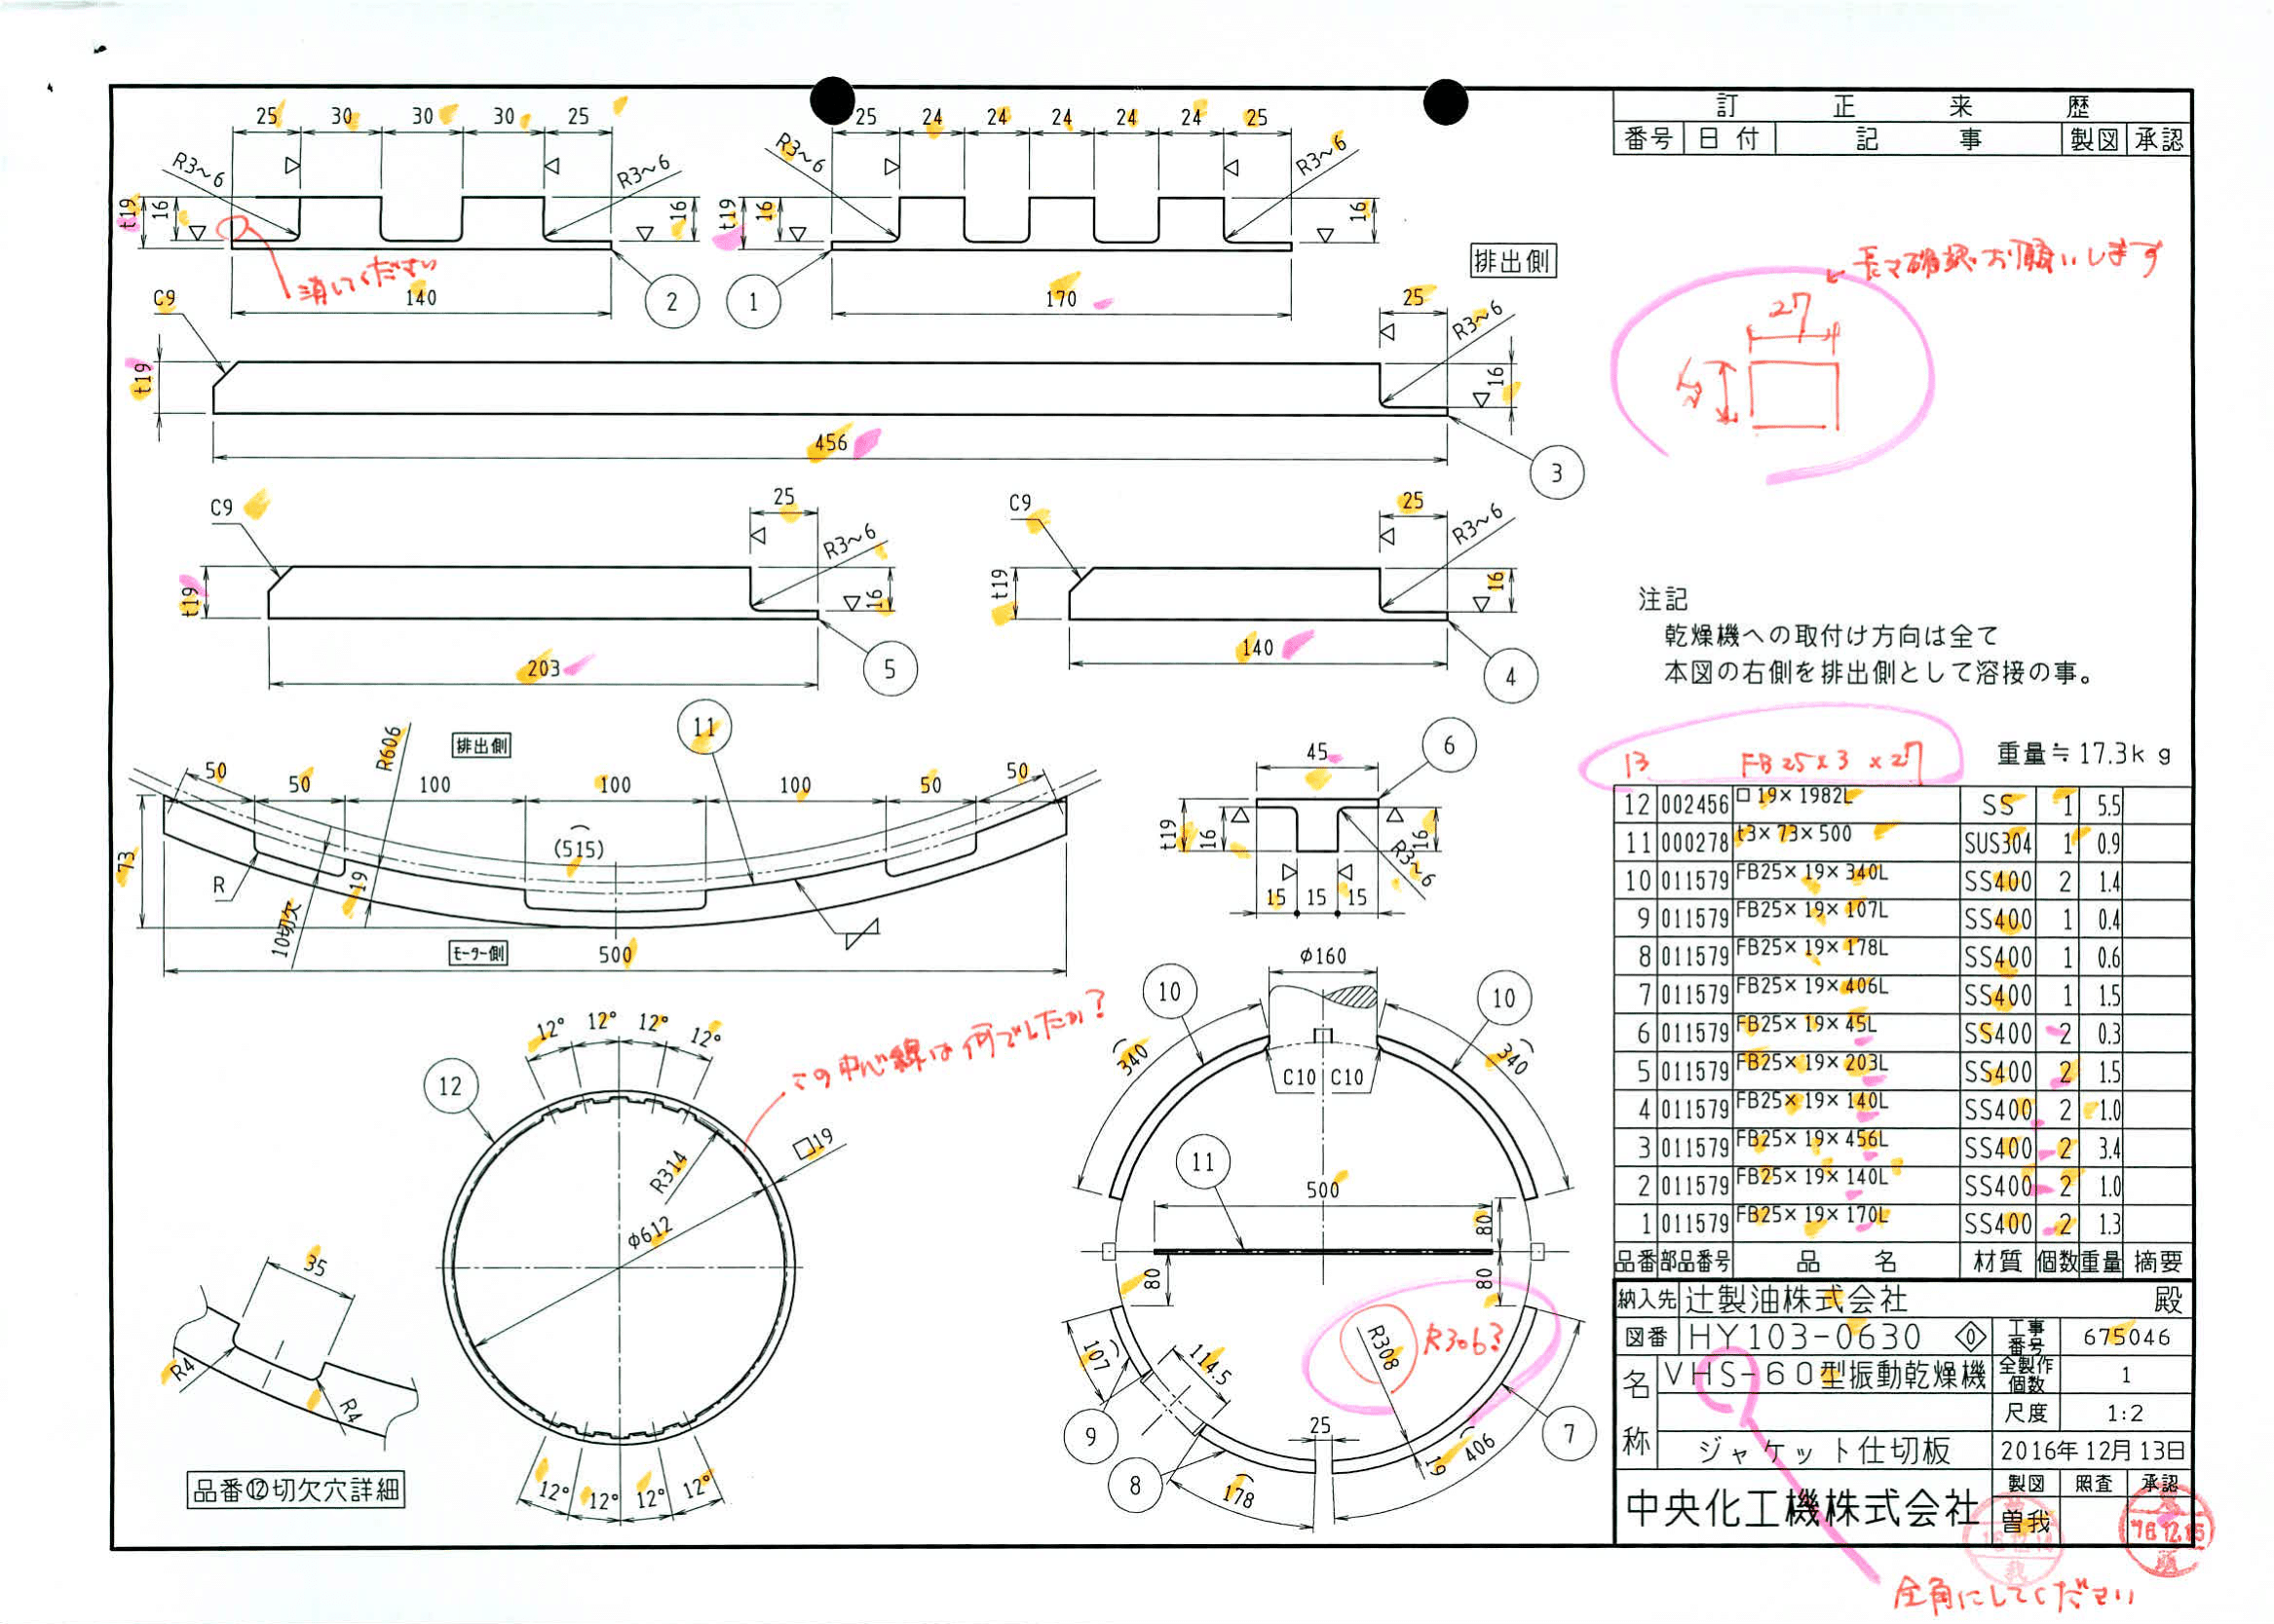 訂正来歴
番号 日付 記事 製図 承認
25 30 30 30 25
R3~6 R3~6
t19 16 16
消してください
140
②
25 24 24 24 24 24 25
R3~6 R3~6
t19 16 16
170
①
排出側
長さ確認お願いします
27
25
C9
t19
456
25
R3~6
16
③
C9
t19
203
25
R3~6
16
⑤
C9
t19
140
25
R3~6
16
④
注記
乾燥機への取付け方向は全て
本図の右側を排出側として溶接の事。
排出側
⑪
50 50 100 100 100 50 50
R606
(515)
73
R
10切欠
19
モーター側
500
45
⑥
t19 16 16
R3~6
15 15 15
⑫
12° 12° 12° 12°
この中心線は何でしたか?
□19
R314
φ612
12° 12° 12° 12°
35
R4 R4
品番⑫切欠穴詳細
φ160
⑩ ⑩
340 340
C10 C10
⑪
500
80
80 80
R308
R306?
107
114.5
⑨
⑧
178
25
19
406
⑦
13 FB 25 x 3 x 27
重量≒17.3kg
12 002456 □19×1982L SS 1 5.5
11 000278 t3×73×500 SUS304 1 0.9
10 011579 FB25×19×340L SS400 2 1.4
9 011579 FB25×19×107L SS400 1 0.4
8 011579 FB25×19×178L SS400 1 0.6
7 011579 FB25×19×406L SS400 1 1.5
6 011579 FB25×19×45L SS400 2 0.3
5 011579 FB25×19×203L SS400 2 1.5
4 011579 FB25×19×140L SS400 2 1.0
3 011579 FB25×19×456L SS400 2 3.4
2 011579 FB25×19×140L SS400 2 1.0
1 011579 FB25×19×170L SS400 2 1.3
品番 部品番号 品名 材質 個数 重量 摘要
納入先 辻製油株式会社 殿
図番 HY103-0630 0 工事番号 675046
名称 VHS-60型振動乾燥機 全製作個数 1
尺度 1:2
ジャケット仕切板 2016年12月13日
中央化工機株式会社 製図 照査 承認
曽我
'16.12.15
全角にしてください